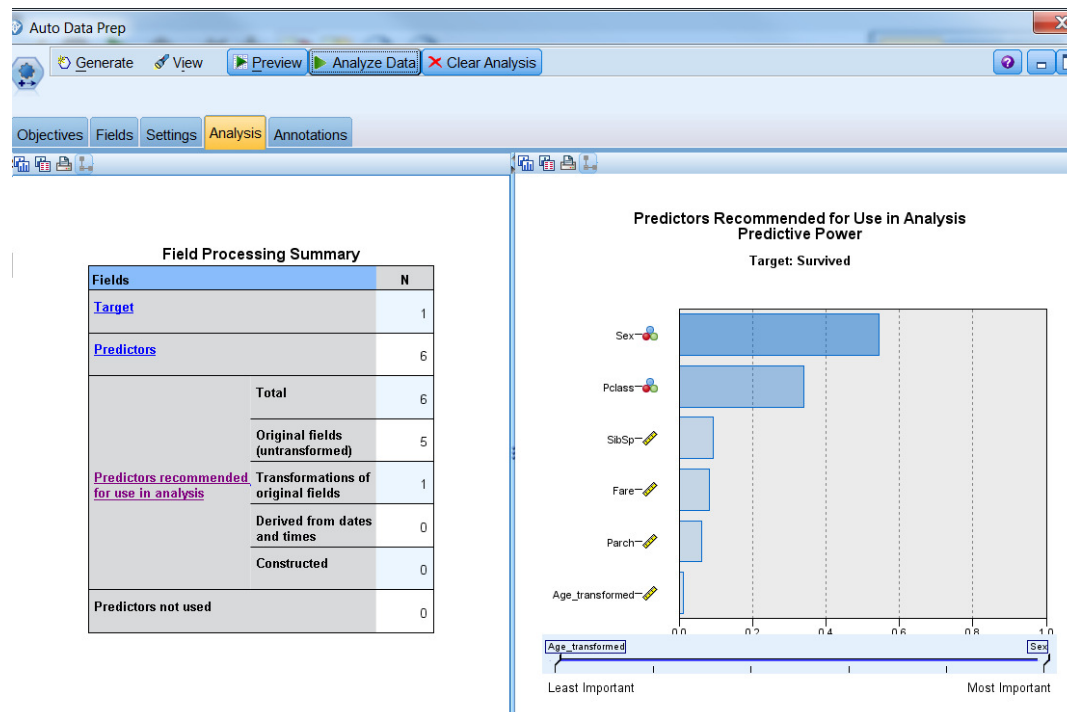 Auto Data Prep
Generate View Preview Analyze Data Clear Analysis
Objectives Fields Settings Analysis Annotations
Field Processing Summary
Fields N
Target 1
Predictors 6
Predictors recommended for use in analysis
Total 6
Original fields (untransformed) 5
Transformations of original fields 1
Derived from dates and times 0
Constructed 0
Predictors not used 0
Predictors Recommended for Use in Analysis
Predictive Power
Target: Survived
Sex
Pclass
SibSp
Fare
Parch
Age_transformed
0.0 0.2 0.4 0.6 0.8 1.0
Age_transformed Sex
Least Important Most Important